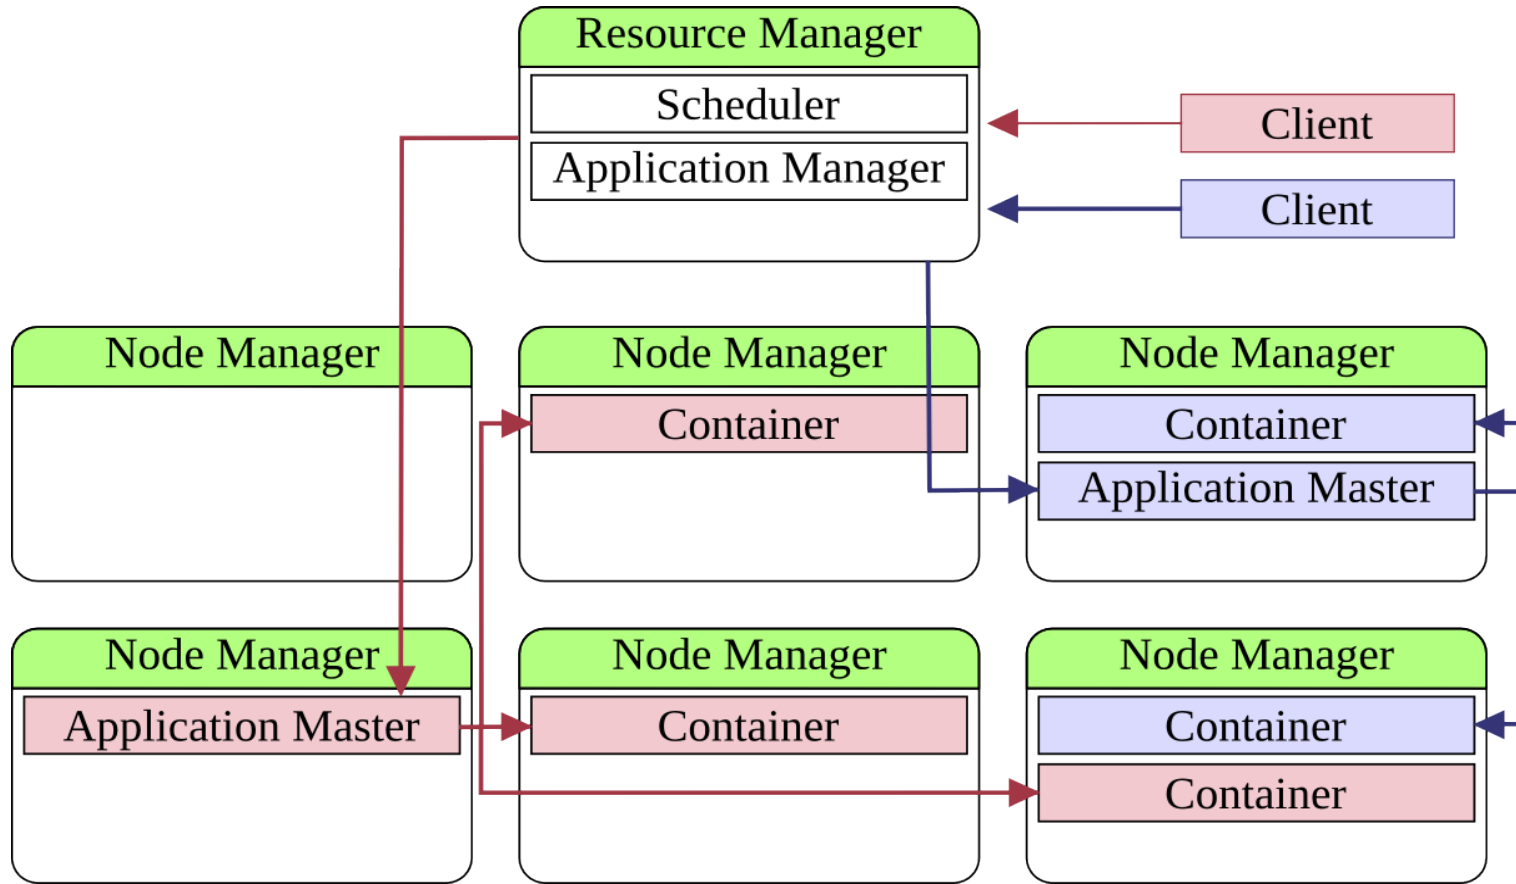 Resource Manager
Scheduler
Application Manager
Client
Client
Node Manager
Node Manager
Container
Node Manager
Container
Application Master
Node Manager
Application Master
Node Manager
Container
Node Manager
Container
Container